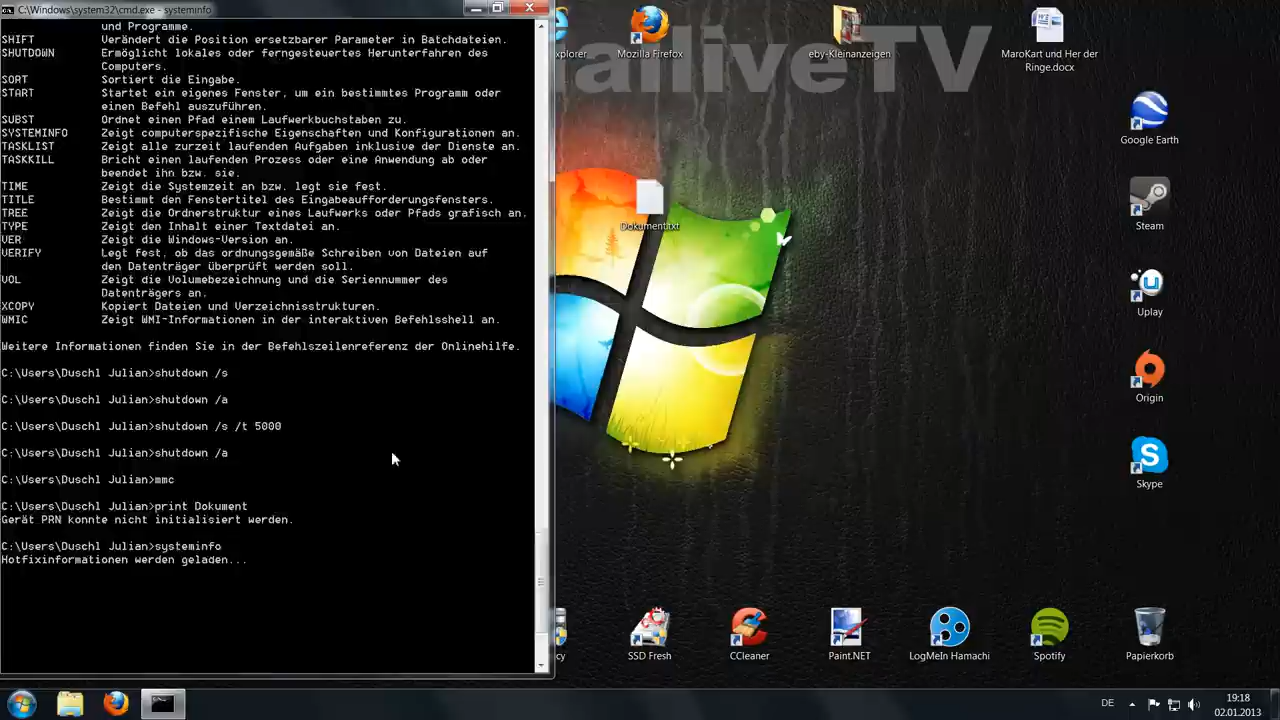 C:\Windows\system32\cmd.exe - systeminfo
und Programme.
SHIFT Verändert die Position ersetzbarer Parameter in Batchdateien.
SHUTDOWN Ermöglicht lokales oder ferngesteuertes Herunterfahren des
Computers.
SORT Sortiert die Eingabe.
START Startet ein eigenes Fenster, um ein bestimmtes Programm oder
einen Befehl auszuführen.
SUBST Ordnet einen Pfad einem Laufwerkbuchstaben zu.
SYSTEMINFO Zeigt computerspezifische Eigenschaften und Konfigurationen an.
TASKLIST Zeigt alle zurzeit laufenden Aufgaben inklusive der Dienste an.
TASKKILL Bricht einen laufenden Prozess oder eine Anwendung ab oder
beendet ihn bzw. sie.
TIME Zeigt die Systemzeit an bzw. legt sie fest.
TITLE Bestimmt den Fenstertitel des Eingabeaufforderungsfensters.
TREE Zeigt die Ordnerstruktur eines Laufwerks oder Pfads grafisch an.
TYPE Zeigt den Inhalt einer Textdatei an.
VER Zeigt die Windows-Version an.
VERIFY Legt fest, ob das ordnungsgemäße Schreiben von Dateien auf
den Datenträger überprüft werden soll.
VOL Zeigt die Volumebezeichnung und die Seriennummer des
Datenträgers an.
XCOPY Kopiert Dateien und Verzeichnisstrukturen.
WMIC Zeigt WMI-Informationen in der interaktiven Befehlsshell an.
Weitere Informationen finden Sie in der Befehlszeilenreferenz der Onlinehilfe.
C:\Users\Duschl Julian>shutdown /s
C:\Users\Duschl Julian>shutdown /a
C:\Users\Duschl Julian>shutdown /s /t 5000
C:\Users\Duschl Julian>shutdown /a
C:\Users\Duschl Julian>mmc
C:\Users\Duschl Julian>print Dokument
Gerät PRN konnte nicht initialisiert werden.
C:\Users\Duschl Julian>systeminfo
Hotfixinformationen werden geladen...
plorer
Mozilla Firefox
eby-Kleinanzeigen
MaroKart und Her der
Ringe.docx
alliveTV
Google Earth
Dokument.txt
Steam
Uplay
Origin
Skype
cy
SSD Fresh
CCleaner
Paint.NET
LogMeIn Hamachi
Spotify
Papierkorb
DE
19:18
02.01.2013